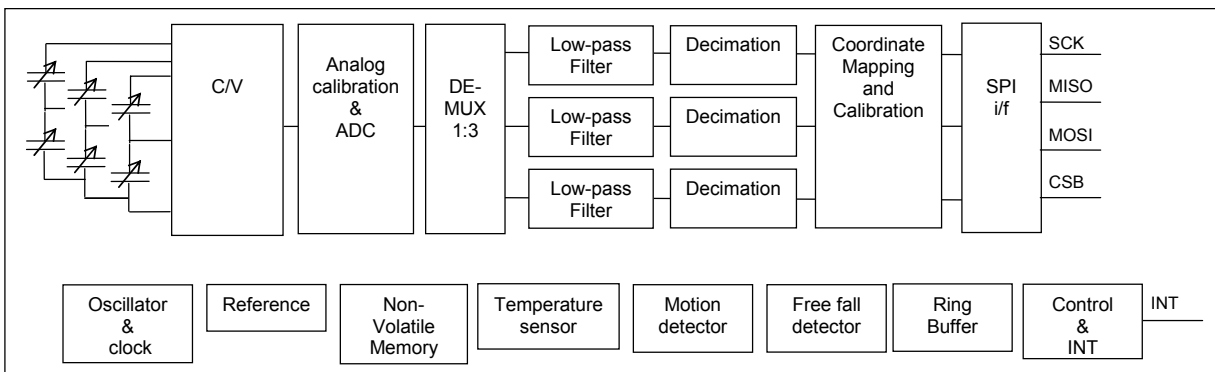 C/V
Analog
calibration
&
ADC
DE-
MUX
1:3
Low-pass
Filter
Decimation
Low-pass
Filter
Decimation
Low-pass
Filter
Decimation
Coordinate
Mapping
and
Calibration
SPI
i/f
SCK
MISO
MOSI
CSB
Oscillator
&
clock
Reference
Non-
Volatile
Memory
Temperature
sensor
Motion
detector
Free fall
detector
Ring
Buffer
Control
&
INT
INT